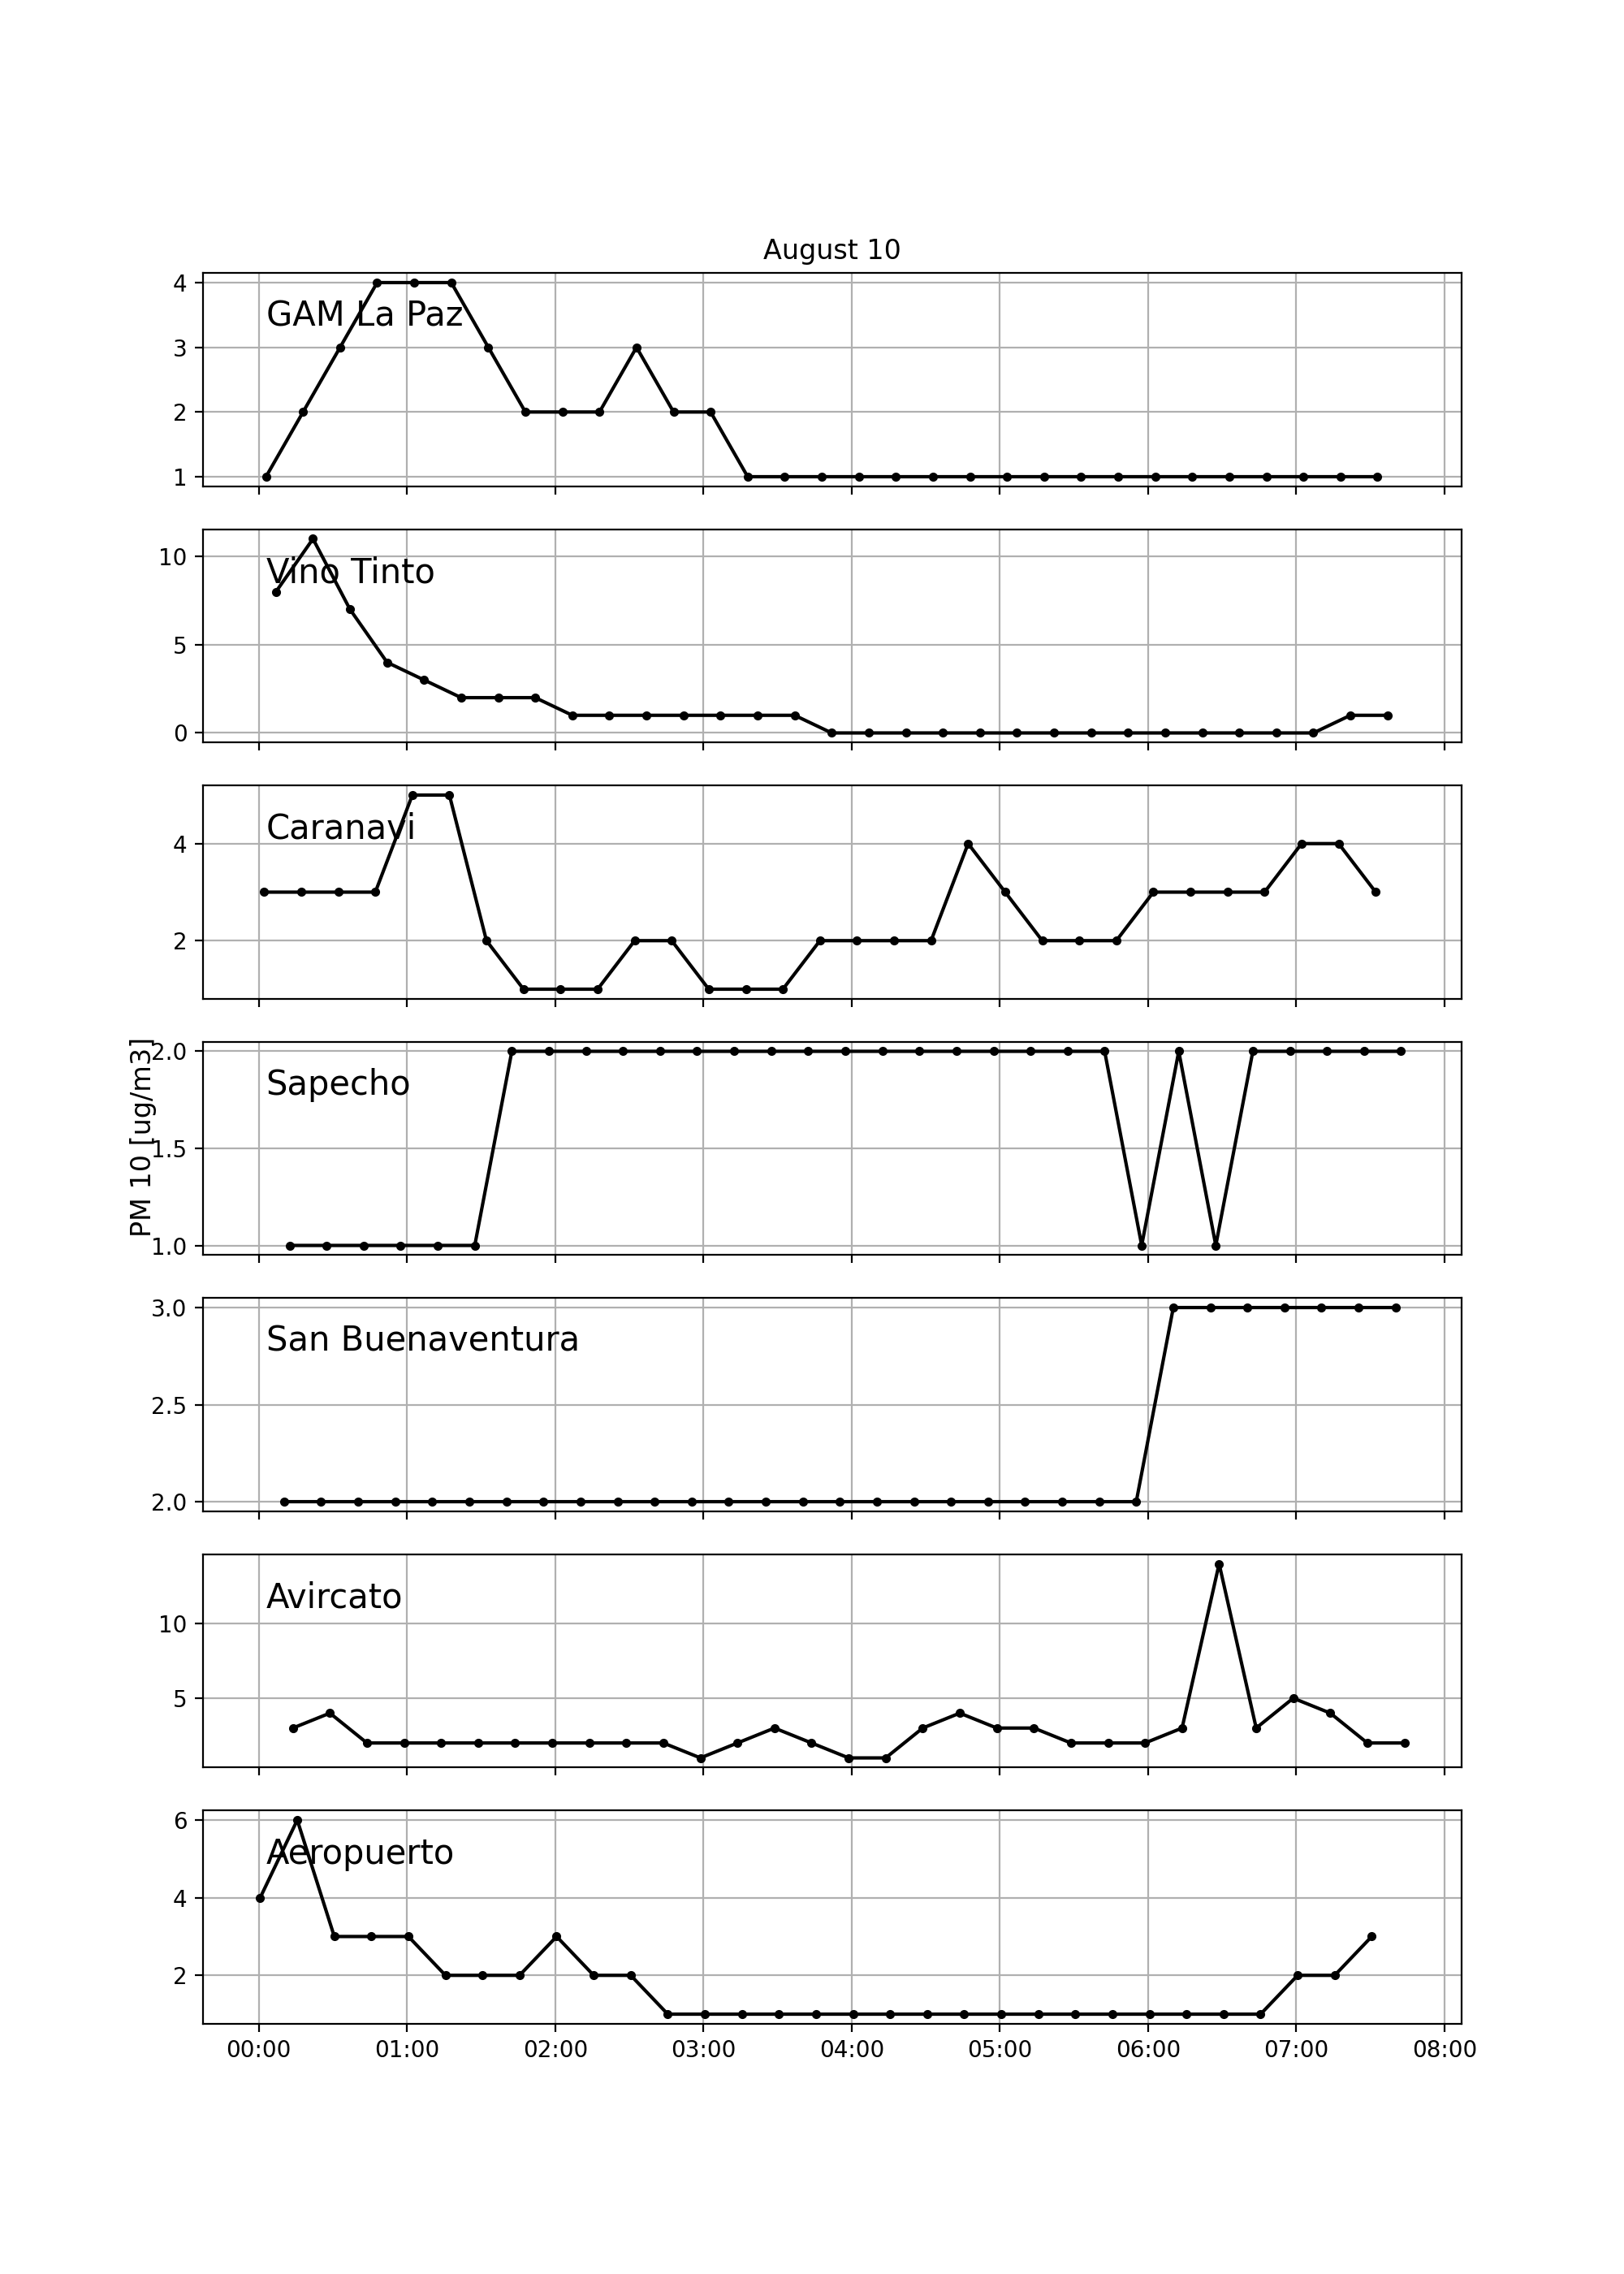 August 10
4
GAM La Paz
3
2
1
10
Vino Tinto
5
0
Caranavi
4
2
PM 10 [ug/m3]
2.0
Sapecho
1.5
1.0
3.0
San Buenaventura
2.5
2.0
Avircato
10
5
6
Aeropuerto
4
2
00:00 01:00 02:00 03:00 04:00 05:00 06:00 07:00 08:00